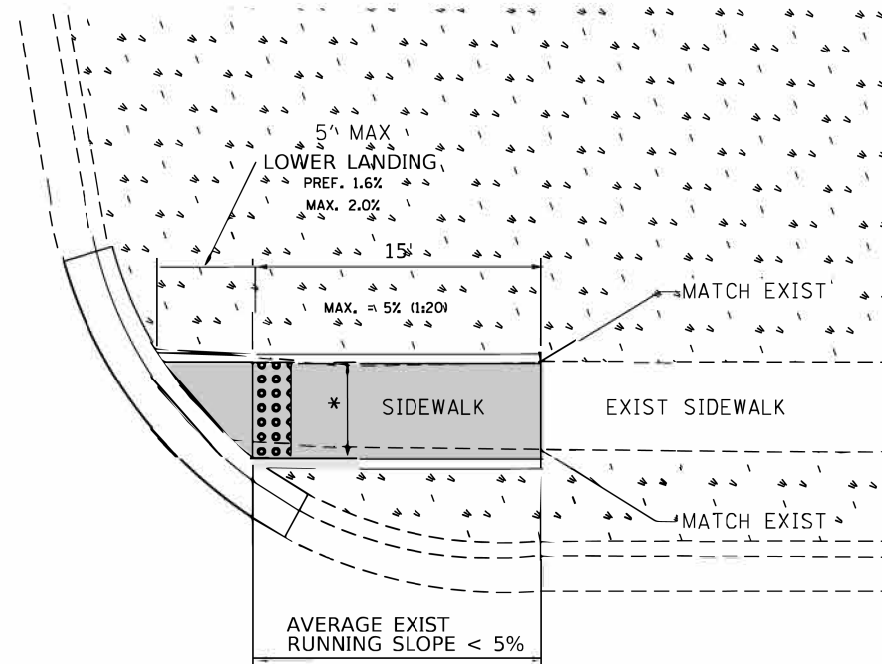 5' MAX
LOWER LANDING
PREF. 1.6%
MAX. 2.0%
15'
MAX. = 5% (1:20)
MATCH EXIST
*
SIDEWALK
EXIST SIDEWALK
MATCH EXIST
AVERAGE EXIST
RUNNING SLOPE < 5%